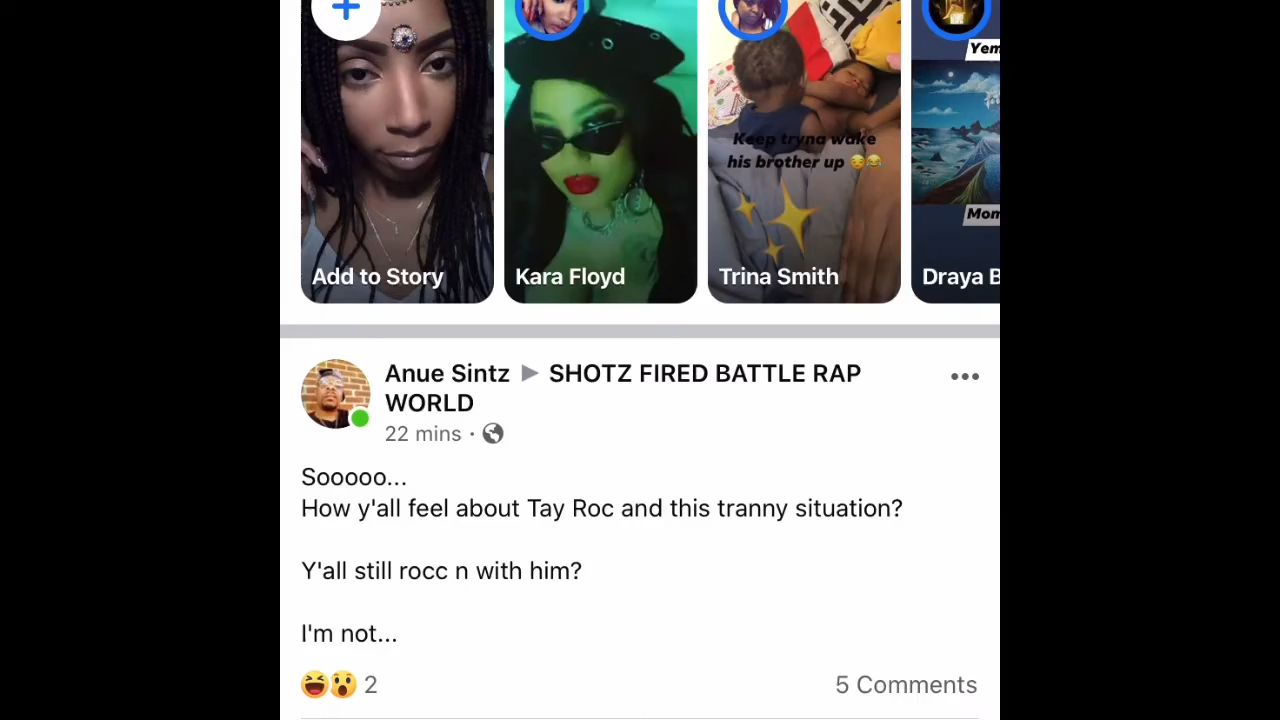 Yem
Keep tryna wake
his brother up 😩😂
Mom
Add to Story
Kara Floyd
Trina Smith
Draya B
Anue Sintz ▶ SHOTZ FIRED BATTLE RAP
WORLD
22 mins ·
Sooooo...
How y'all feel about Tay Roc and this tranny situation?
Y'all still rocc n with him?
I'm not...
2
5 Comments